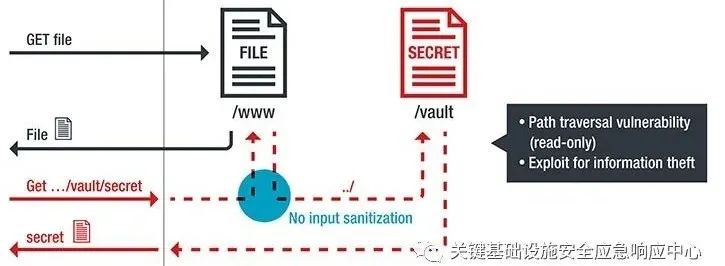 GET file
FILE
SECRET
/www
/vault
File
• Path traversal vulnerability
(read-only)
• Exploit for information theft
Get .../vault/secret
../
No input sanitization
secret
关键基础设施安全应急响应中心